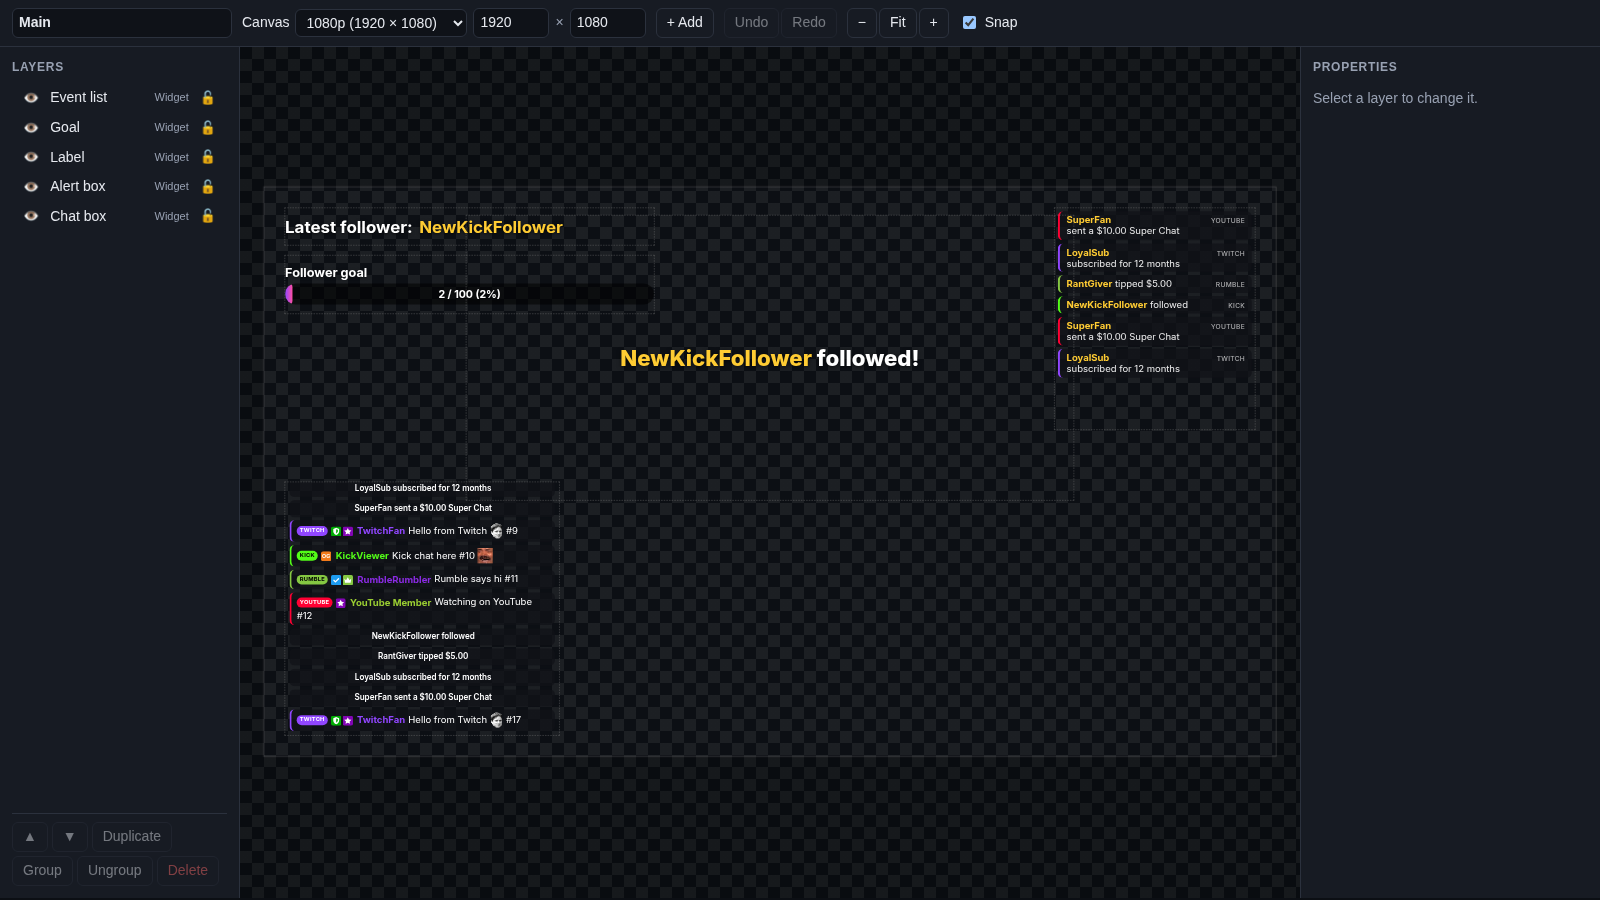 Main
Canvas 1080p (1920 × 1080) 1920 × 1080 + Add Undo Redo − Fit + Snap
LAYERS
Event list Widget
Goal Widget
Label Widget
Alert box Widget
Chat box Widget
▲ ▼ Duplicate
Group Ungroup Delete
Latest follower: NewKickFollower
Follower goal
2 / 100 (2%)
NewKickFollower followed!
SuperFan YOUTUBE
sent a $10.00 Super Chat
LoyalSub TWITCH
subscribed for 12 months
RantGiver tipped $5.00 RUMBLE
NewKickFollower followed KICK
SuperFan YOUTUBE
sent a $10.00 Super Chat
LoyalSub TWITCH
subscribed for 12 months
LoyalSub subscribed for 12 months
SuperFan sent a $10.00 Super Chat
TWITCH TwitchFan Hello from Twitch #9
KICK OG KickViewer Kick chat here #10
RUMBLE RumbleRumbler Rumble says hi #11
YOUTUBE YouTube Member Watching on YouTube
#12
NewKickFollower followed
RantGiver tipped $5.00
LoyalSub subscribed for 12 months
SuperFan sent a $10.00 Super Chat
TWITCH TwitchFan Hello from Twitch #17
PROPERTIES
Select a layer to change it.